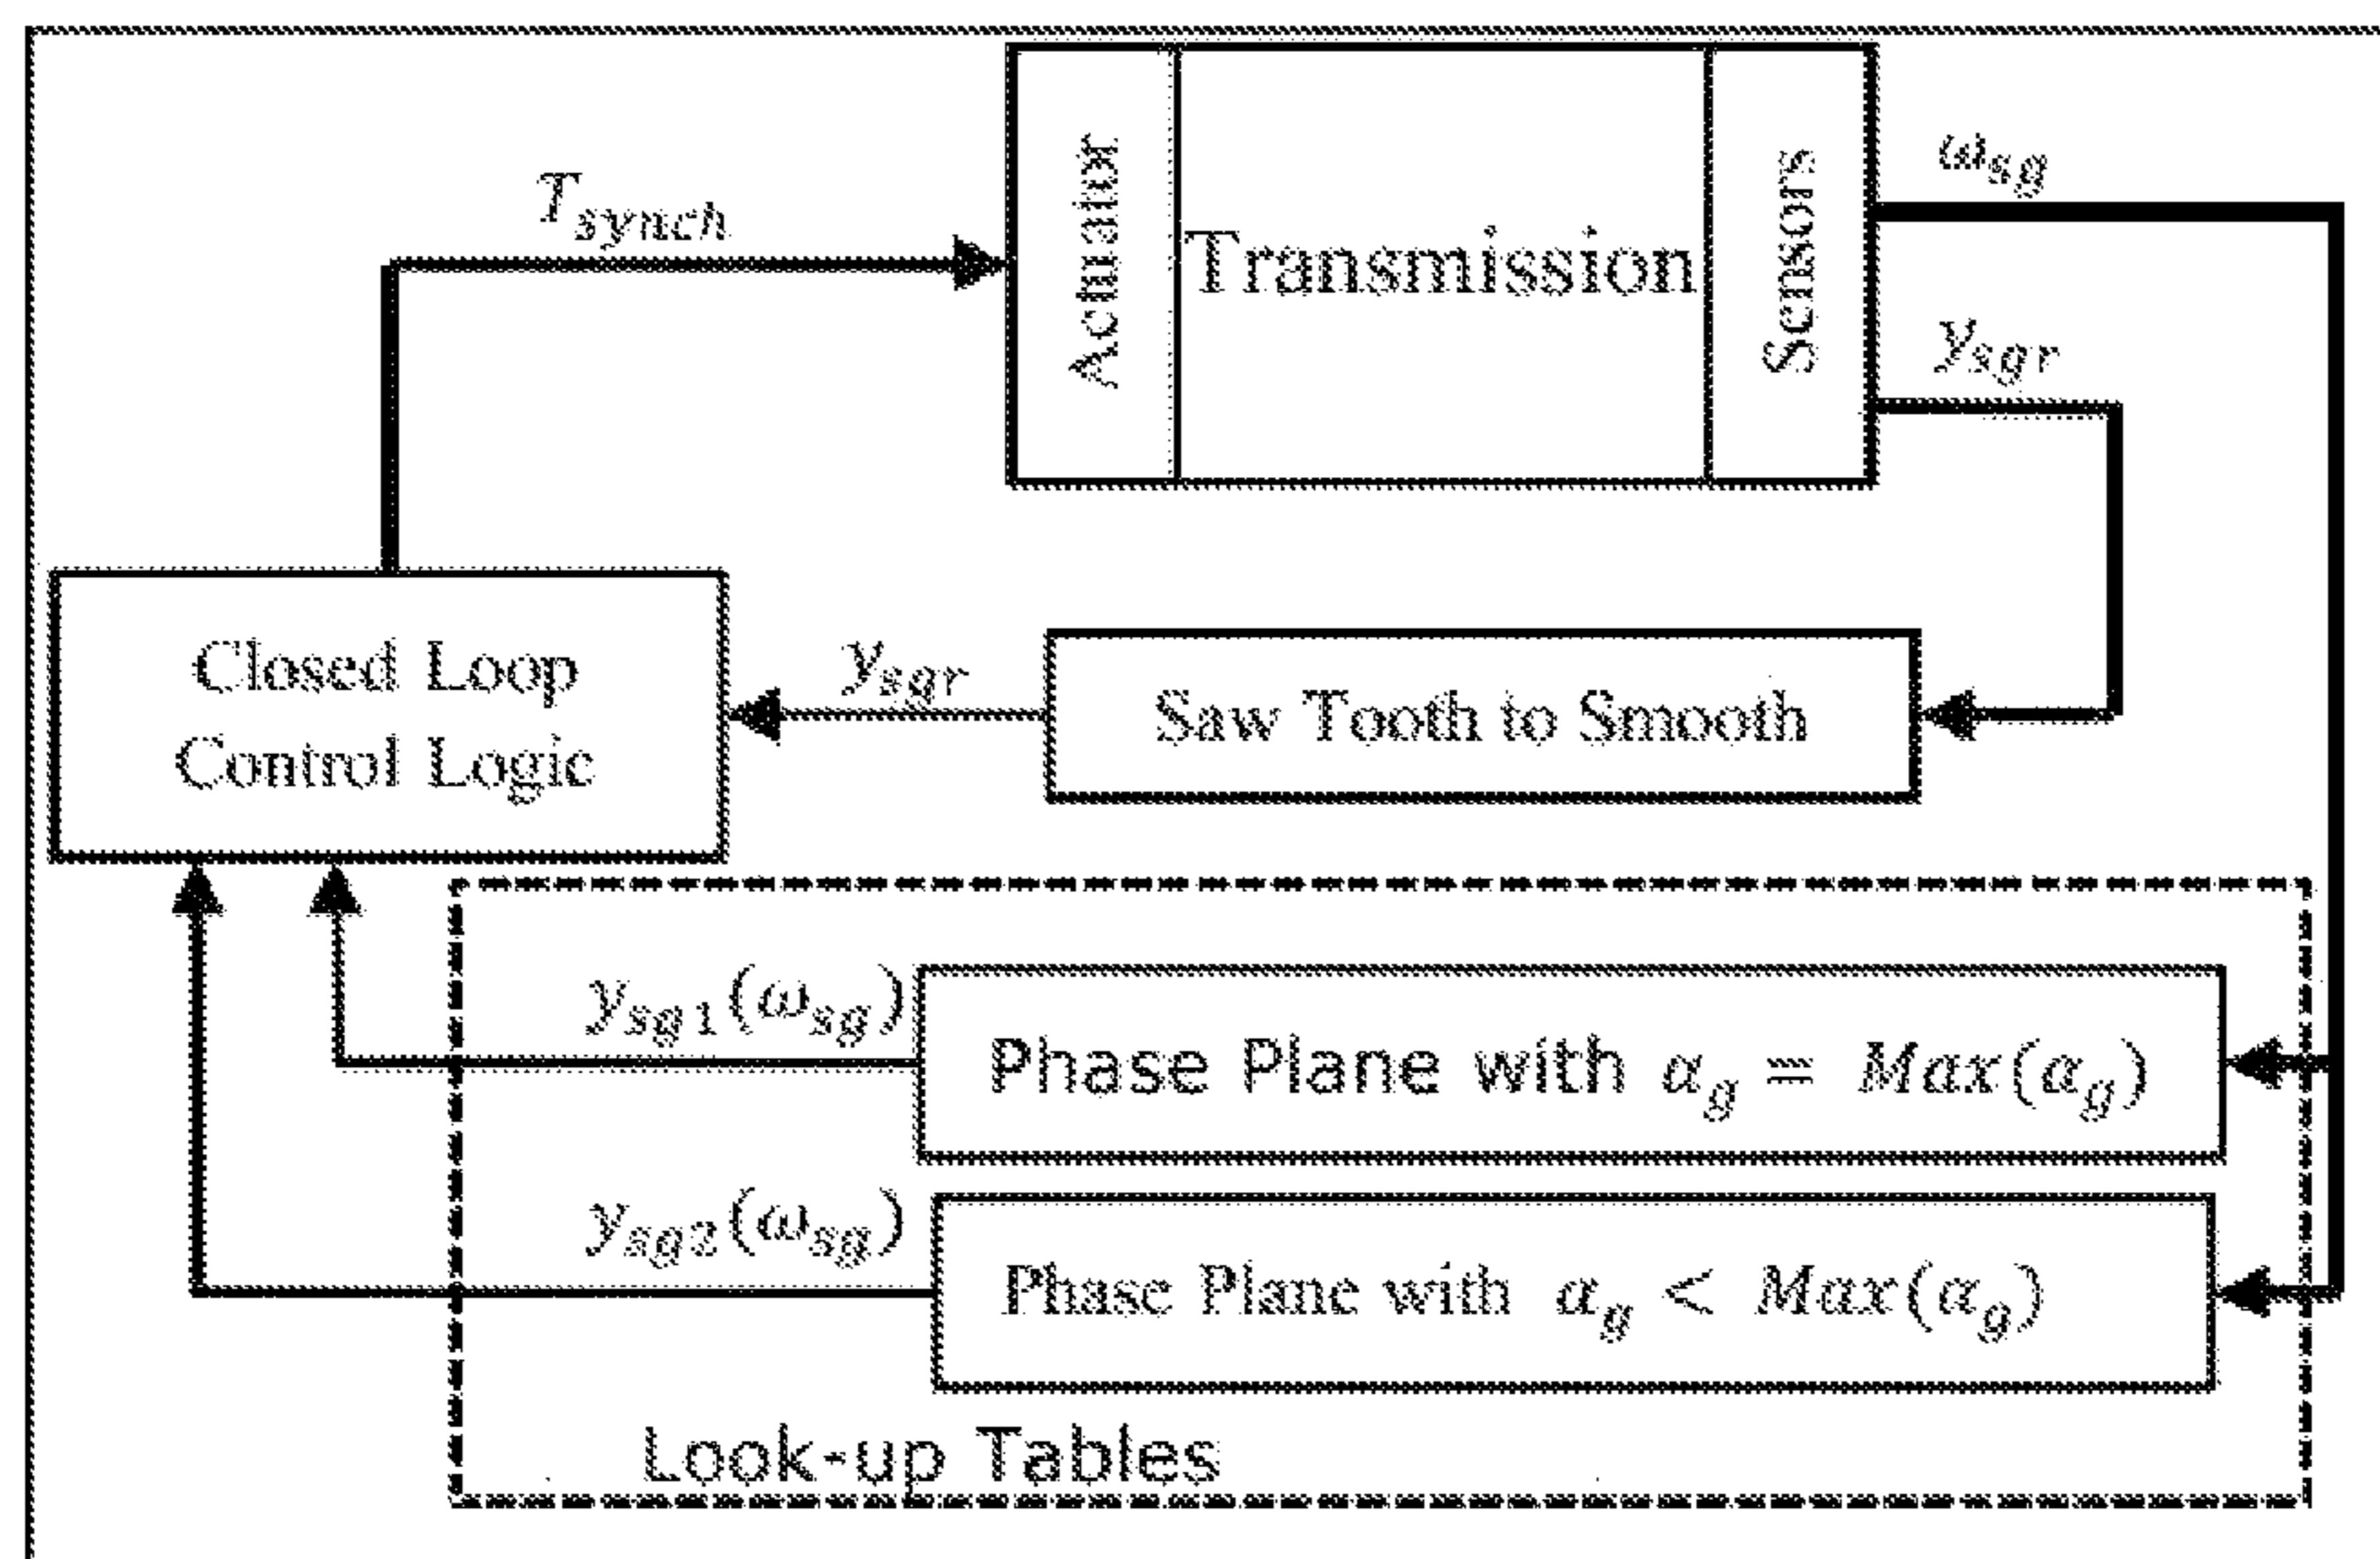 T_synch
Actuator
Transmission
Sensors
ω_sg
y_sgr
Closed Loop
Control Logic
y_sgr
Saw Tooth to Smooth
y_sg1(ω_sg)
Phase Plane with α_g = Max(α_g)
y_sg2(ω_sg)
Phase Plane with α_g < Max(α_g)
Look-up Tables